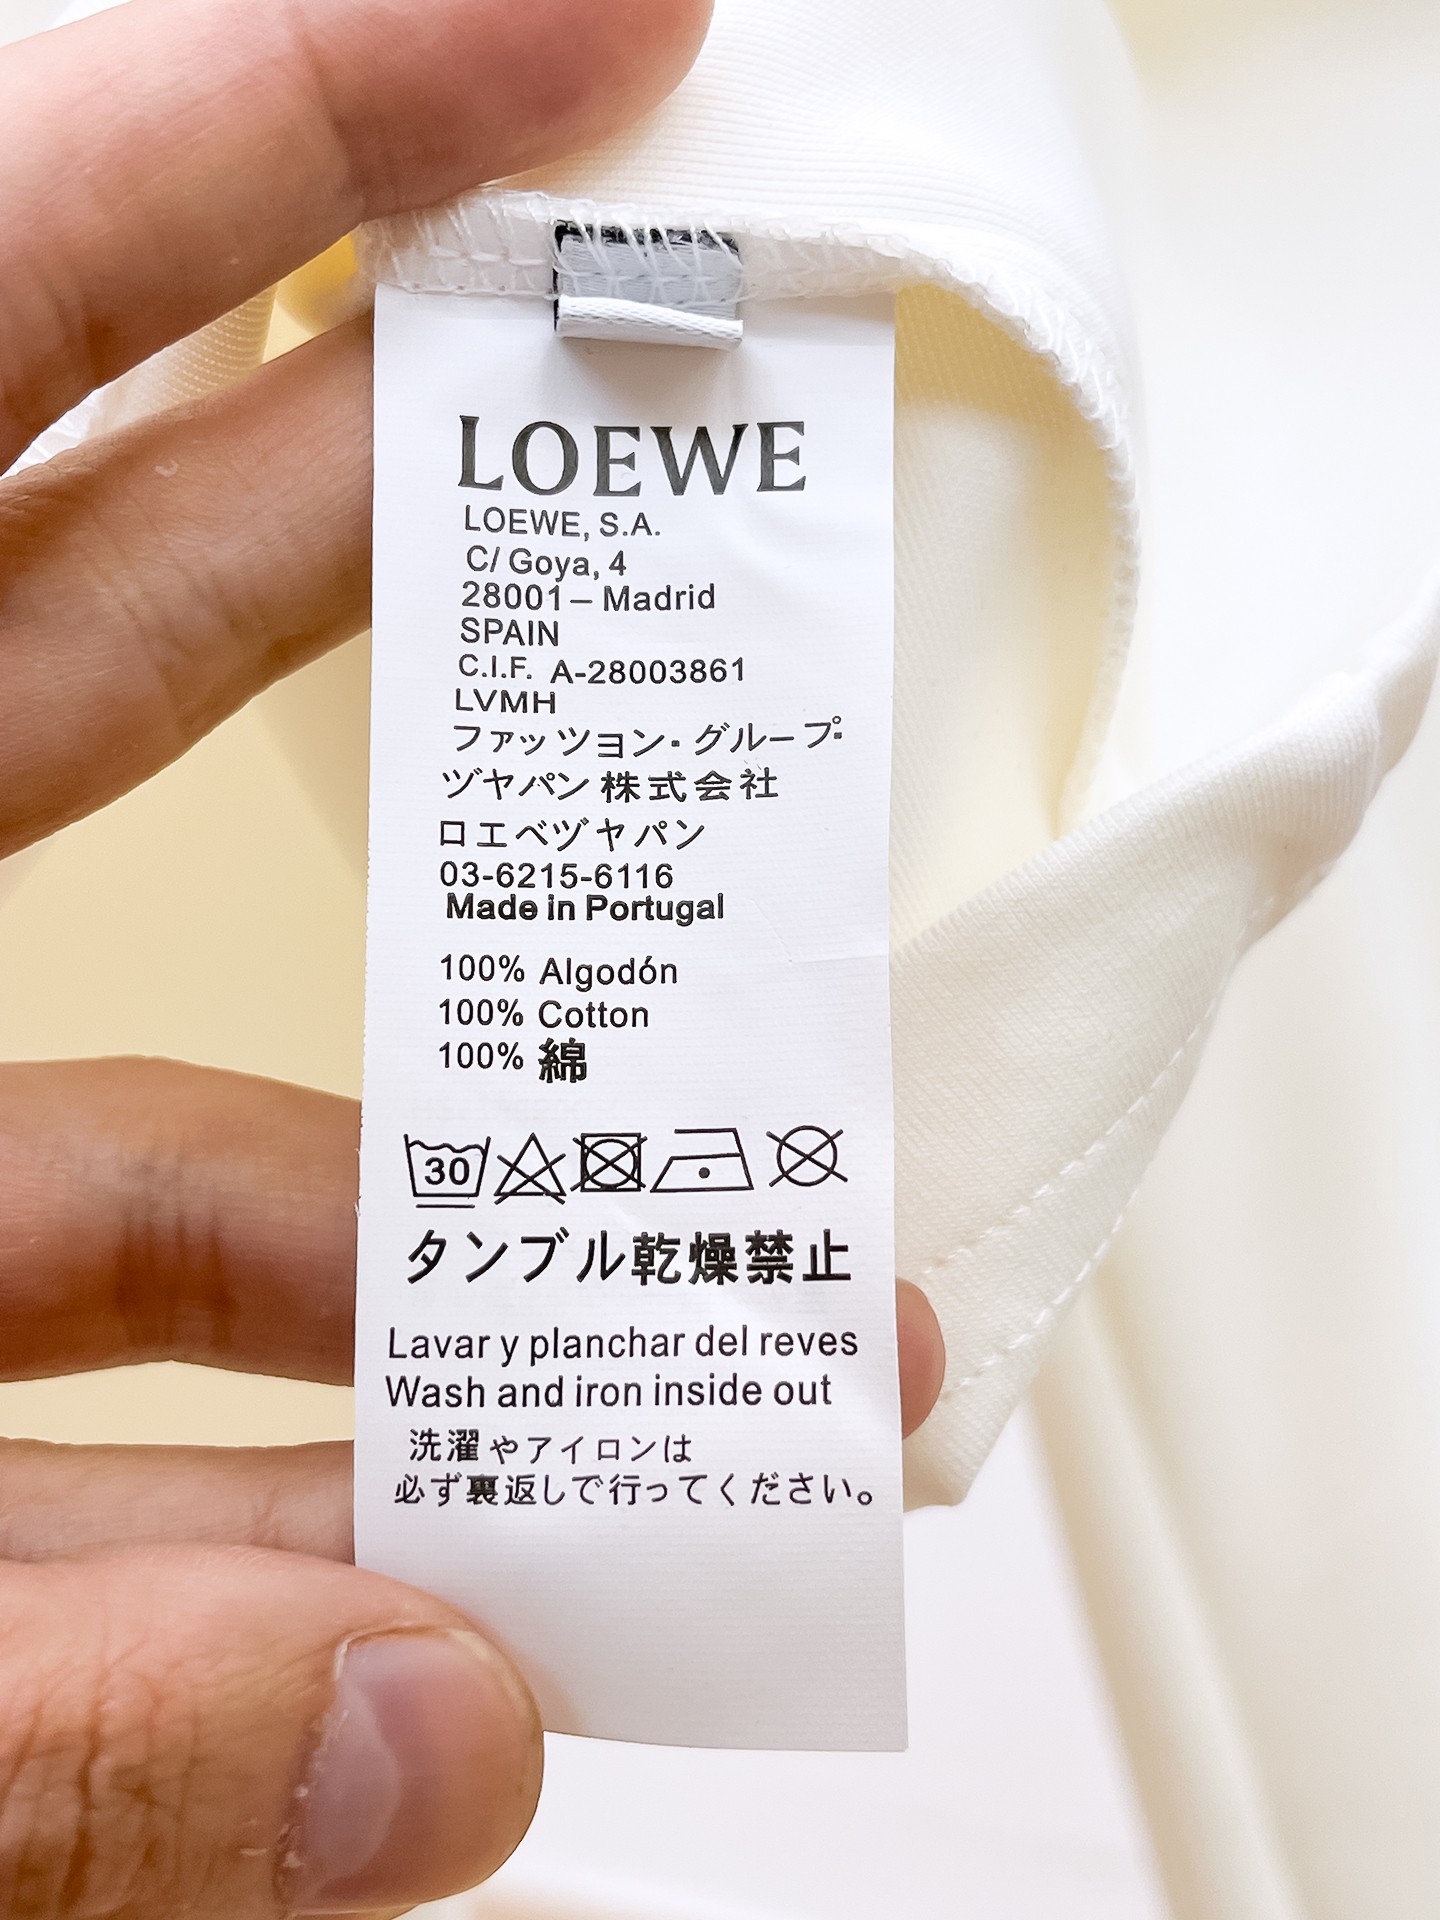 LOEWE
LOEWE, S.A.
C/ Goya, 4
28001 – Madrid
SPAIN
C.I.F. A-28003861
LVMH
ファッツョン・グループ
ヅヤパン株式会社
ロエベヅヤパン
03-6215-6116
Made in Portugal
100% Algodón
100% Cotton
100% 綿
30
タンブル乾燥禁止
Lavar y planchar del reves
Wash and iron inside out
洗濯やアイロンは
必ず裏返しで行ってください。